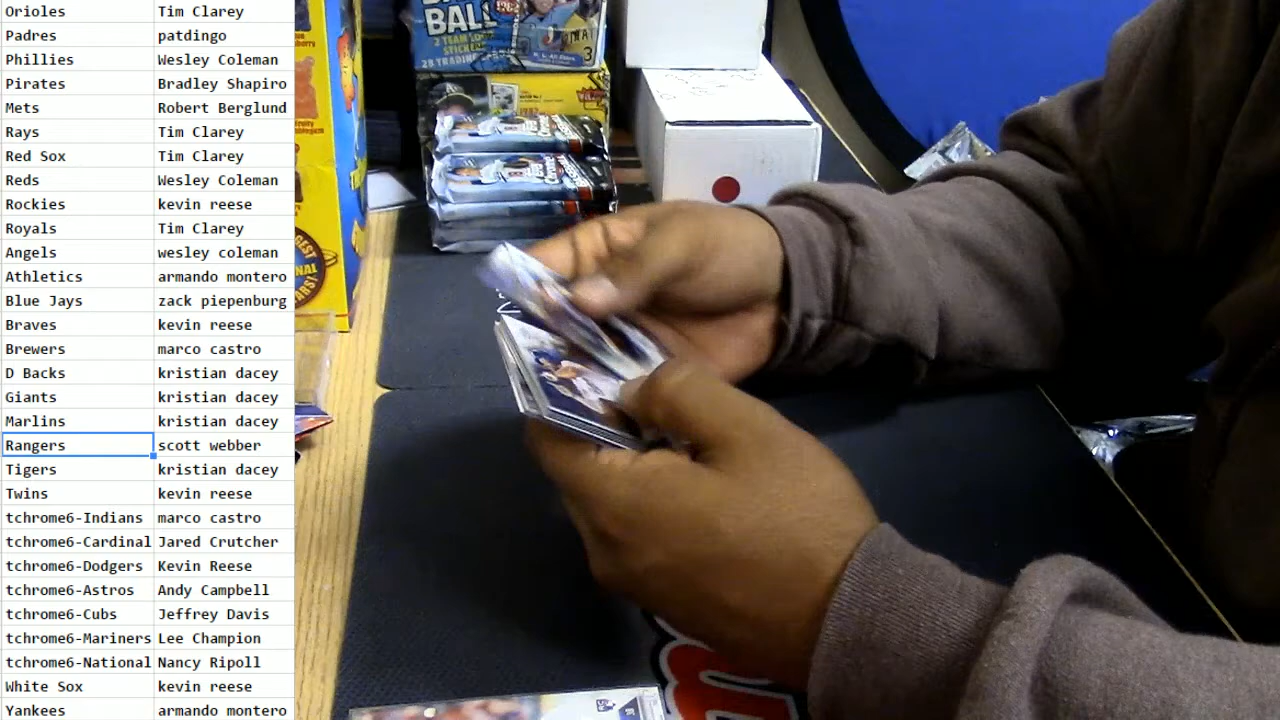 Orioles Tim Clarey
Padres patdingo
Phillies Wesley Coleman
Pirates Bradley Shapiro
Mets Robert Berglund
Rays Tim Clarey
Red Sox Tim Clarey
Reds Wesley Coleman
Rockies kevin reese
Royals Tim Clarey
Angels wesley coleman
Athletics armando montero
Blue Jays zack piepenburg
Braves kevin reese
Brewers marco castro
D Backs kristian dacey
Giants kristian dacey
Marlins kristian dacey
Rangers scott webber
Tigers kristian dacey
Twins kevin reese
tchrome6-Indians marco castro
tchrome6-Cardinal Jared Crutcher
tchrome6-Dodgers Kevin Reese
tchrome6-Astros Andy Campbell
tchrome6-Cubs Jeffrey Davis
tchrome6-Mariners Lee Champion
tchrome6-National Nancy Ripoll
White Sox kevin reese
Yankees armando montero
BALL
2 TEAM
STICKER
28 TRADING